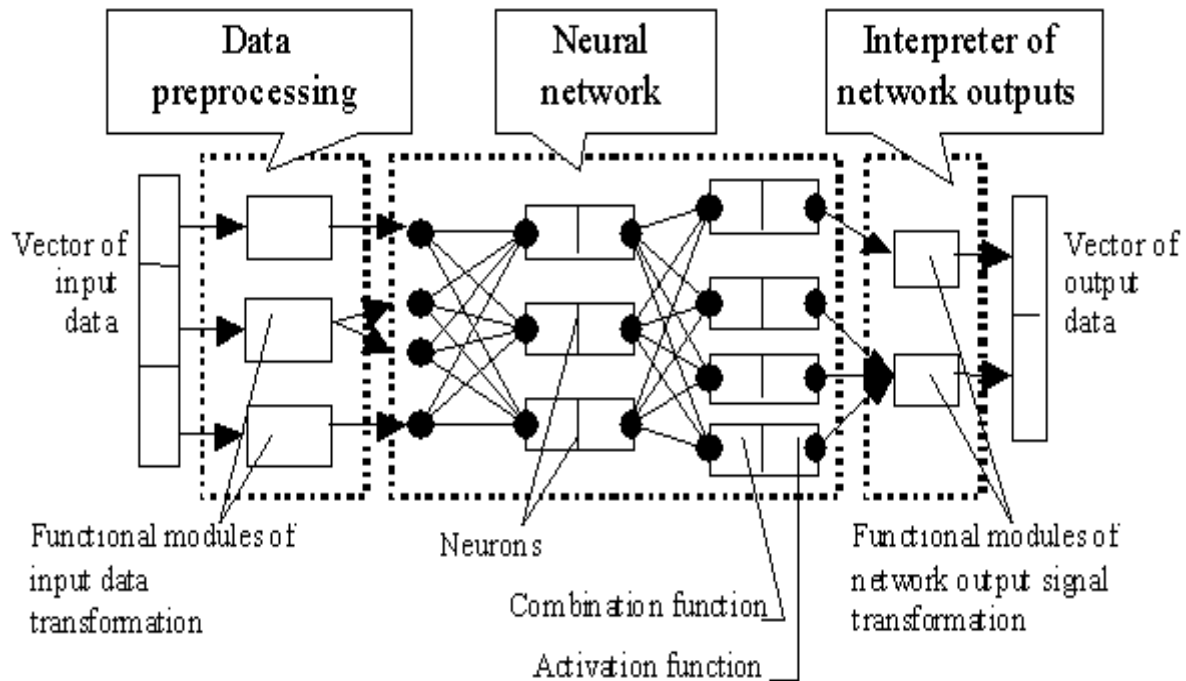 Data
preprocessing
Neural
network
Interpreter of
network outputs
Vector of
input
data
Vector of
output
data
Functional modules of
input data
transformation
Neurons
Combination function
Activation function
Functional modules of
network output signal
transformation